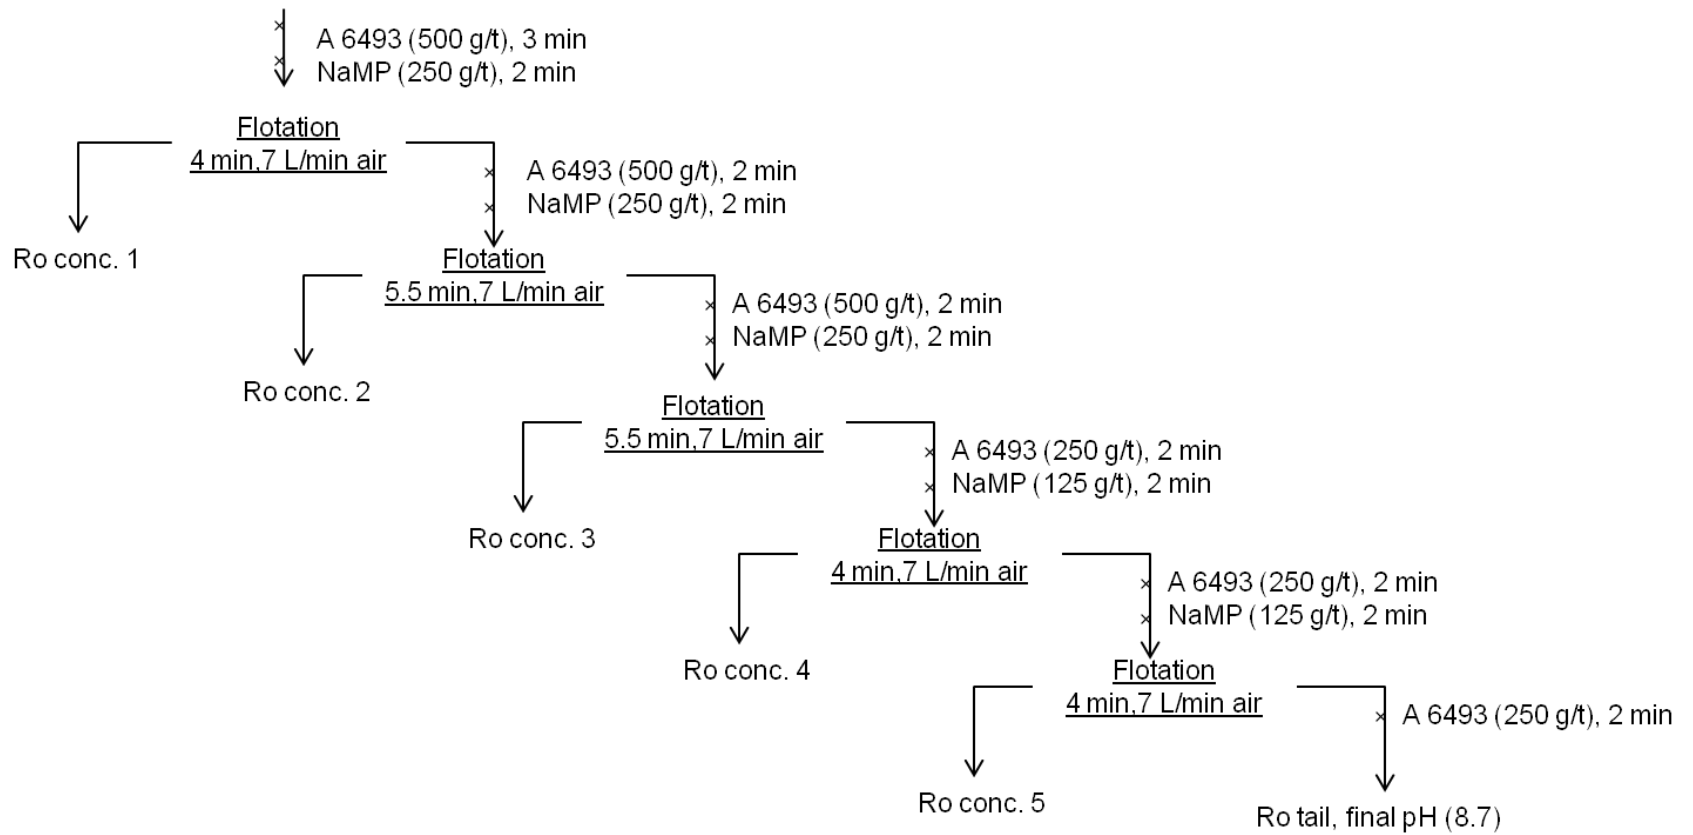 A 6493 (500 g/t), 3 min
NaMP (250 g/t), 2 min
Flotation
4 min,7 L/min air
A 6493 (500 g/t), 2 min
NaMP (250 g/t), 2 min
Ro conc. 1
Flotation
5.5 min,7 L/min air
A 6493 (500 g/t), 2 min
NaMP (250 g/t), 2 min
Ro conc. 2
Flotation
5.5 min,7 L/min air
A 6493 (250 g/t), 2 min
NaMP (125 g/t), 2 min
Ro conc. 3
Flotation
4 min,7 L/min air
A 6493 (250 g/t), 2 min
NaMP (125 g/t), 2 min
Ro conc. 4
Flotation
4 min,7 L/min air
A 6493 (250 g/t), 2 min
Ro conc. 5
Ro tail, final pH (8.7)